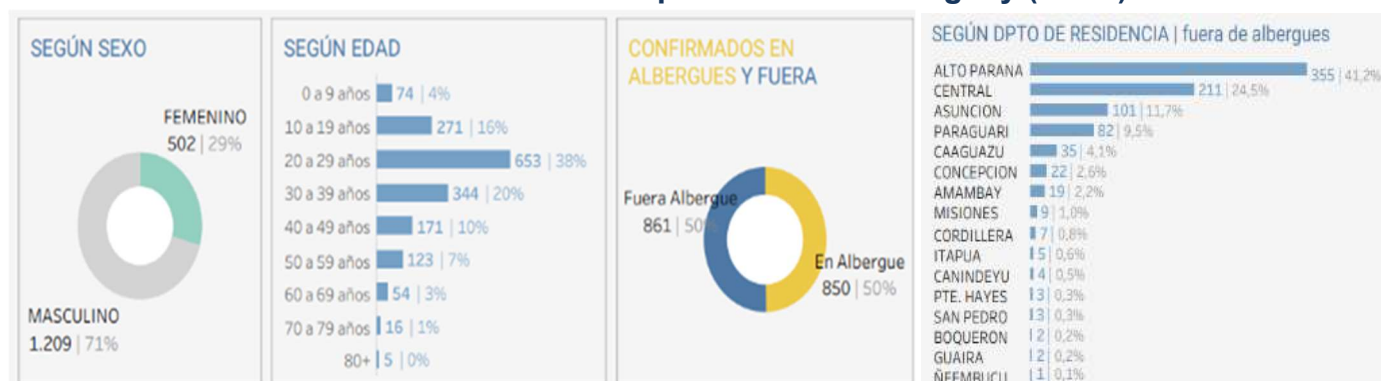 SEGÚN SEXO
FEMENINO
502 | 29%
MASCULINO
1.209 | 71%
SEGÚN EDAD
0 a 9 años 74 | 4%
10 a 19 años 271 | 16%
20 a 29 años 653 | 38%
30 a 39 años 344 | 20%
40 a 49 años 171 | 10%
50 a 59 años 123 | 7%
60 a 69 años 54 | 3%
70 a 79 años 16 | 1%
80+ 5 | 0%
CONFIRMADOS EN
ALBERGUES Y FUERA
Fuera Albergue
861 | 50%
En Albergue
850 | 50%
SEGÚN DPTO DE RESIDENCIA | fuera de albergues
ALTO PARANA 355 | 41,2%
CENTRAL 211 | 24,5%
ASUNCION 101 | 11,7%
PARAGUARI 82 | 9,5%
CAAGUAZU 35 | 4,1%
CONCEPCION 22 | 2,6%
AMAMBAY 19 | 2,2%
MISIONES 9 | 1,0%
CORDILLERA 7 | 0,8%
ITAPUA 5 | 0,6%
CANINDEYU 4 | 0,5%
PTE. HAYES 3 | 0,3%
SAN PEDRO 3 | 0,3%
BOQUERON 2 | 0,2%
GUAIRA 2 | 0,2%
ÑEEMBUCU 1 | 0,1%